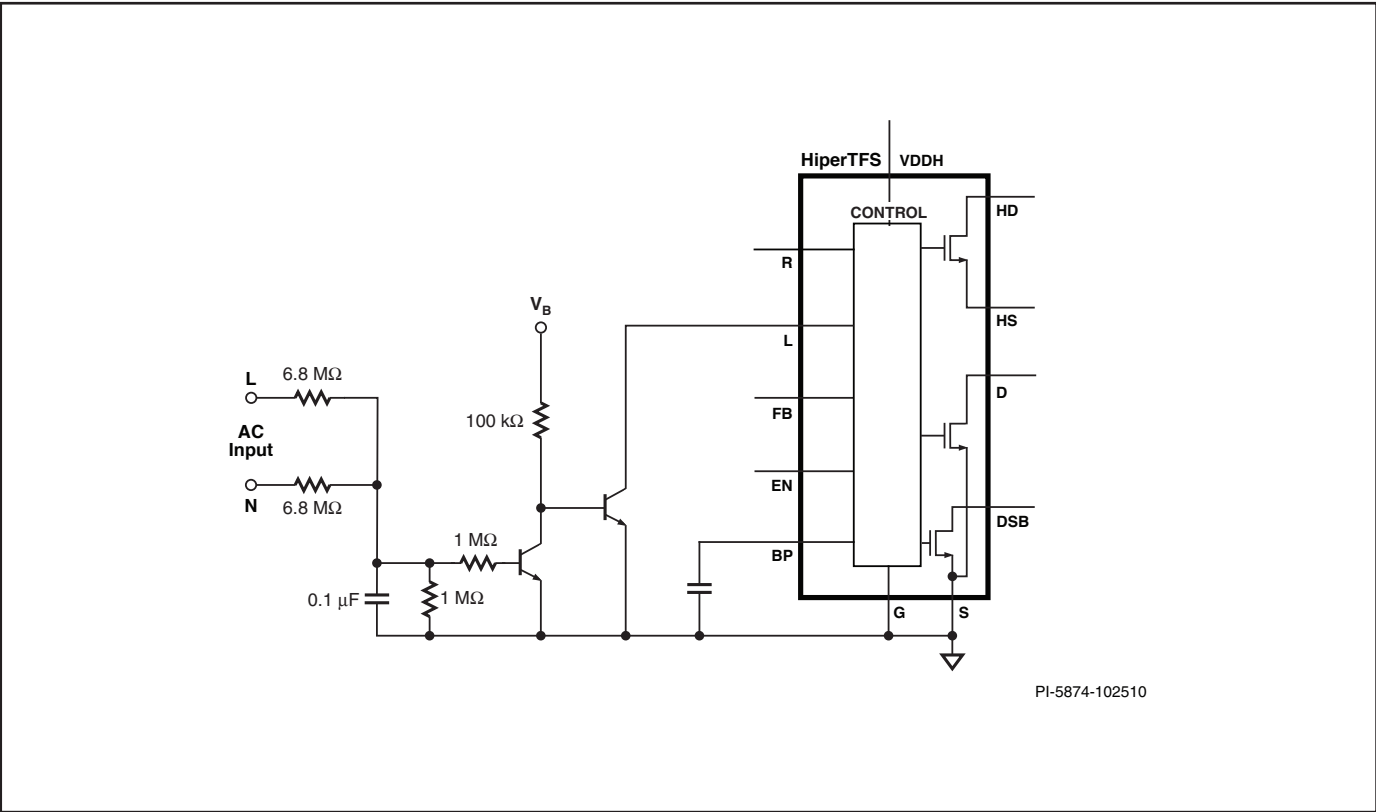 HiperTFS
VDDH
CONTROL
HD
R
HS
V_B
L
L
6.8 MΩ
D
AC
Input
100 kΩ
FB
N
6.8 MΩ
EN
DSB
1 MΩ
BP
0.1 μF
1 MΩ
G
S
PI-5874-102510